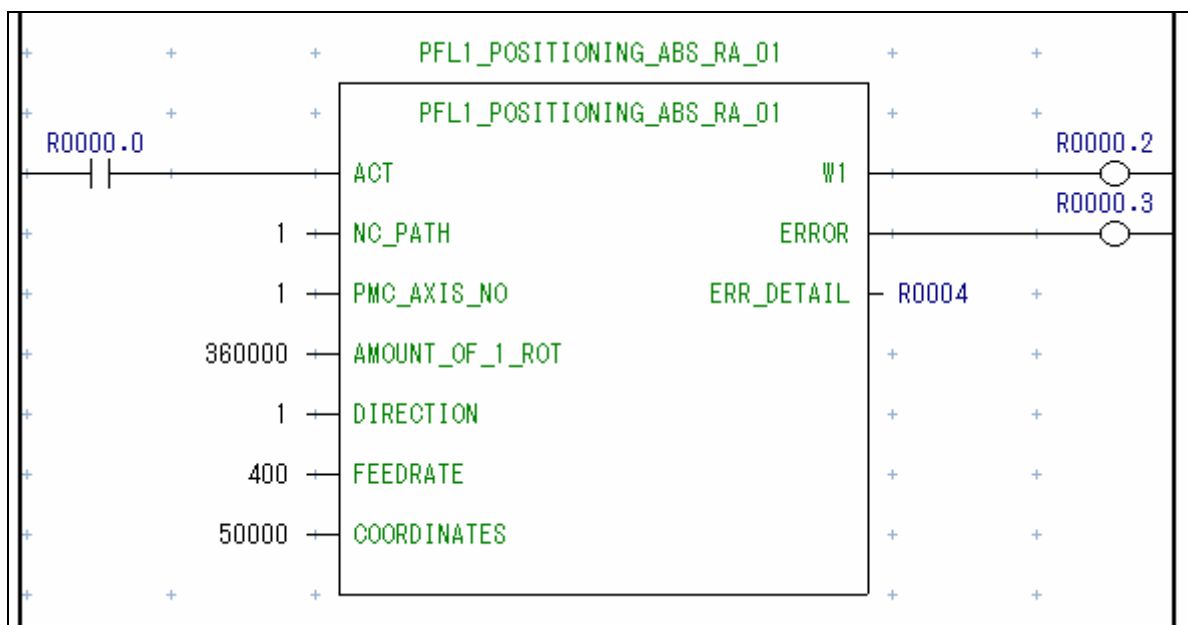 PFL1_POSITIONING_ABS_RA_01
PFL1_POSITIONING_ABS_RA_01
R0000.0
R0000.2
ACT
W1
R0000.3
1
NC_PATH
ERROR
1
PMC_AXIS_NO
ERR_DETAIL
R0004
360000
AMOUNT_OF_1_ROT
1
DIRECTION
400
FEEDRATE
50000
COORDINATES